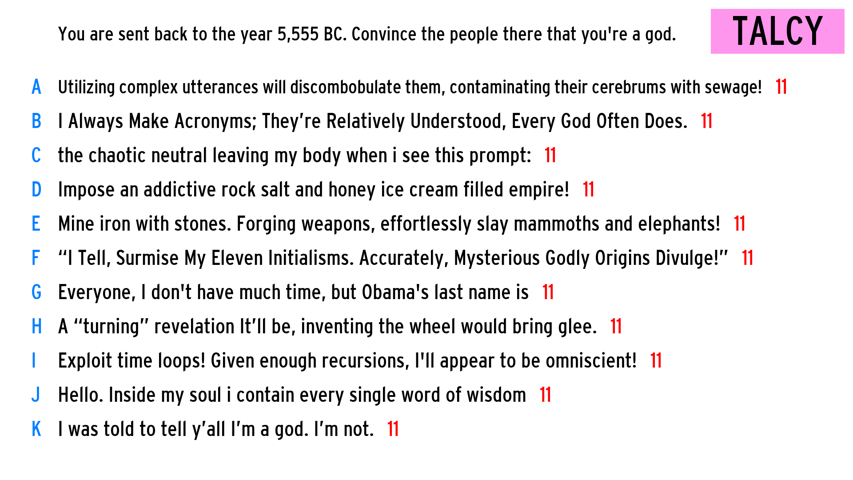 You are sent back to the year 5,555 BC. Convince the people there that you're a god.
TALCY
A Utilizing complex utterances will discombobulate them, contaminating their cerebrums with sewage! 11
B I Always Make Acronyms; They’re Relatively Understood, Every God Often Does. 11
C the chaotic neutral leaving my body when i see this prompt: 11
D Impose an addictive rock salt and honey ice cream filled empire! 11
E Mine iron with stones. Forging weapons, effortlessly slay mammoths and elephants! 11
F “I Tell, Surmise My Eleven Initialisms. Accurately, Mysterious Godly Origins Divulge!” 11
G Everyone, I don't have much time, but Obama's last name is 11
H A “turning” revelation It’ll be, inventing the wheel would bring glee. 11
I Exploit time loops! Given enough recursions, I'll appear to be omniscient! 11
J Hello. Inside my soul i contain every single word of wisdom 11
K I was told to tell y’all I’m a god. I’m not. 11